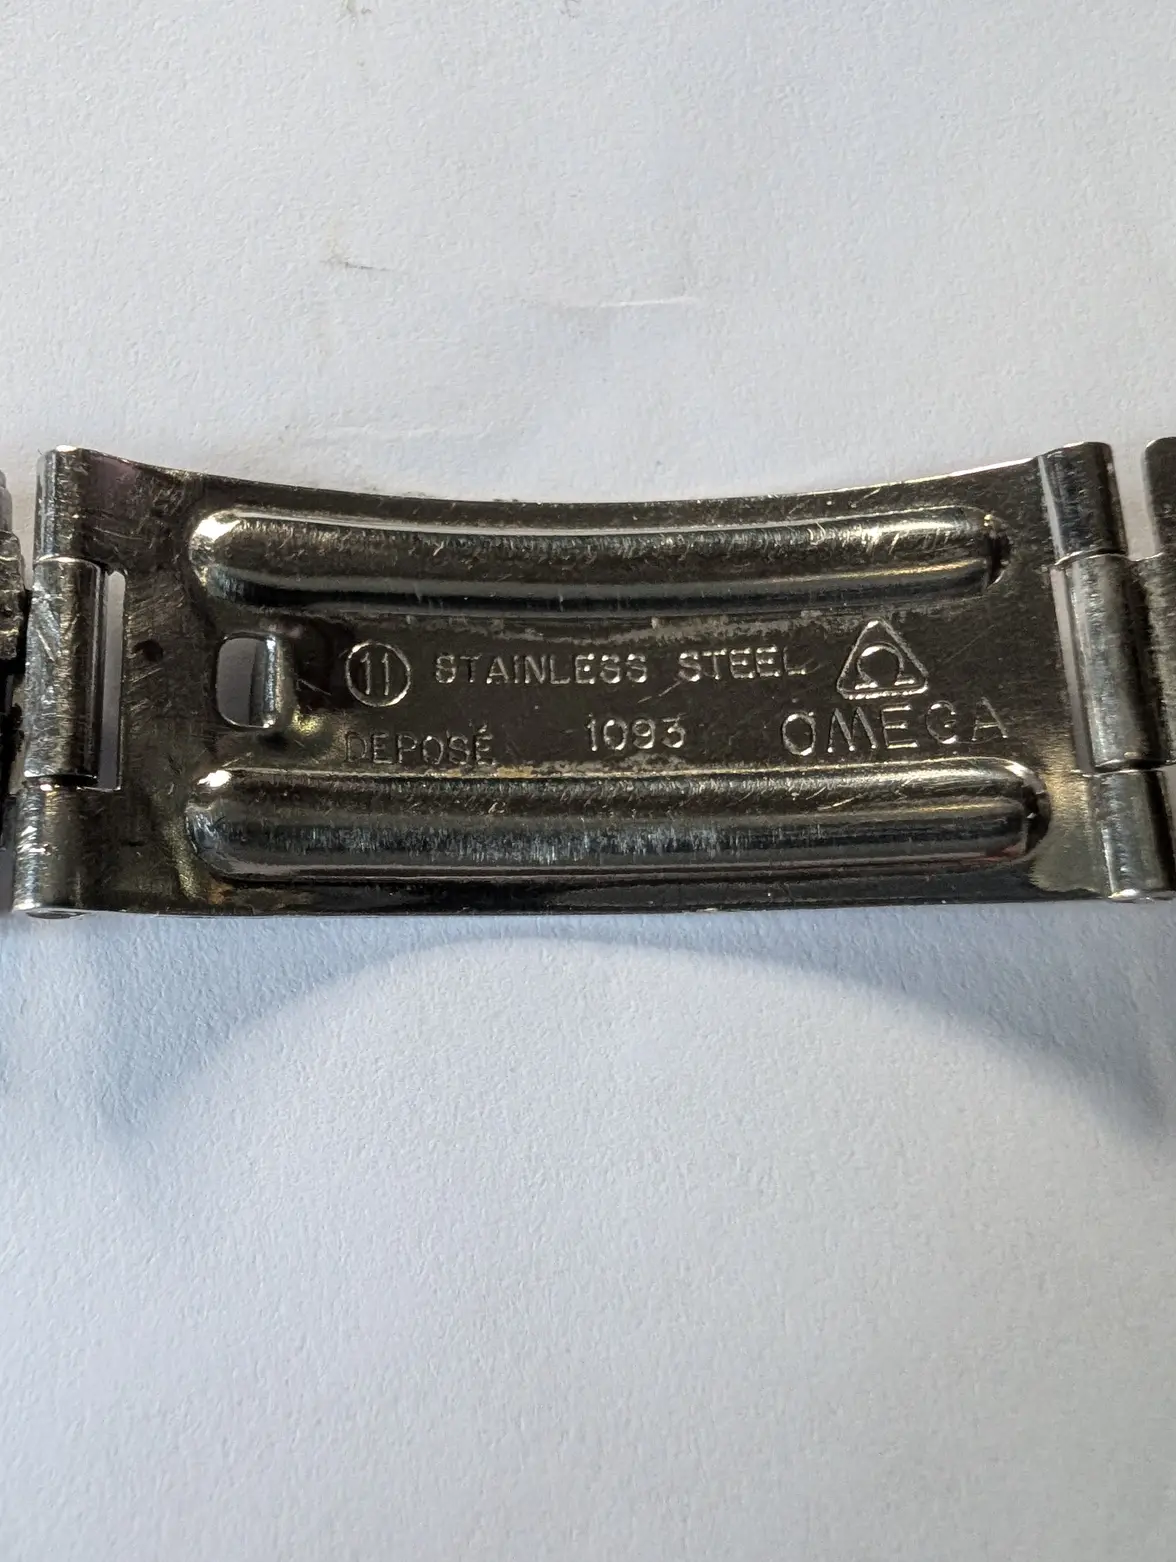 11 STAINLESS STEEL
DEPOSÉ 1093 OMEGA